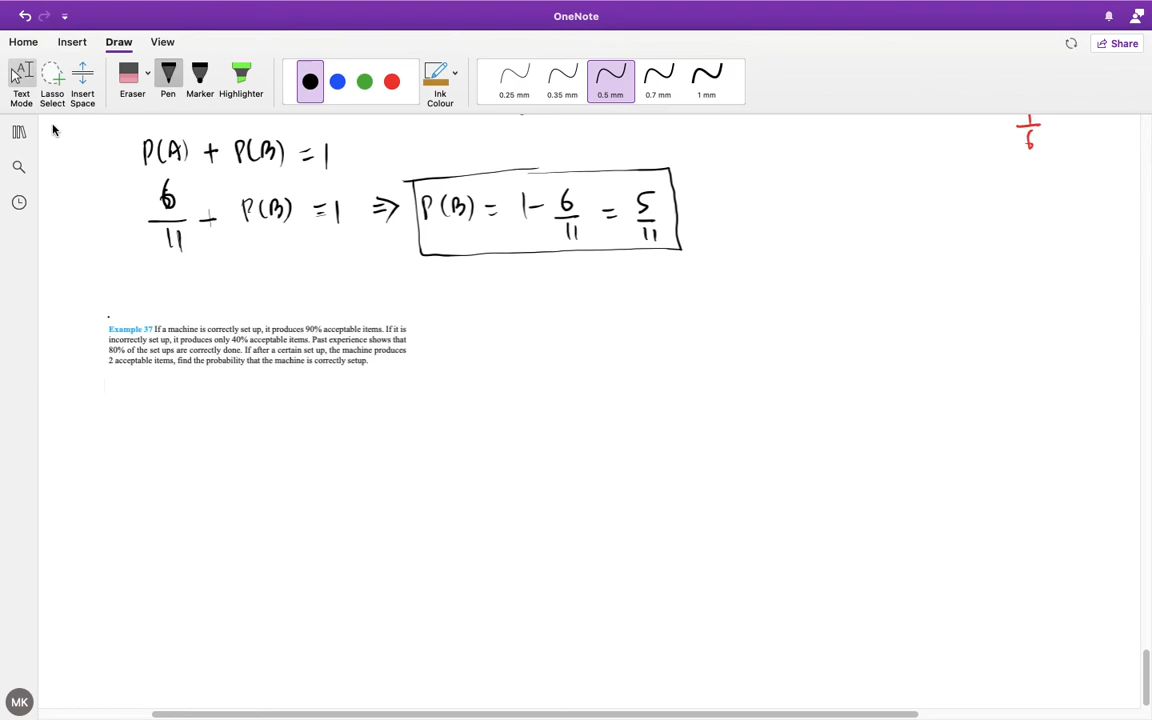 OneNote
Home Insert Draw View
Share
Text Mode
Lasso Select
Insert Space
Eraser
Pen
Marker
Highlighter
Ink Colour
0.25 mm
0.35 mm
0.5 mm
0.7 mm
1 mm
1/6
P(A) + P(B) = 1
6/11 + P(B) = 1 ⇒ P(B) = 1 - 6/11 = 5/11
Example 37 If a machine is correctly set up, it produces 90% acceptable items. If it is
incorrectly set up, it produces only 40% acceptable items. Past experience shows that
80% of the set ups are correctly done. If after a certain set up, the machine produces
2 acceptable items, find the probability that the machine is correctly setup.
MK